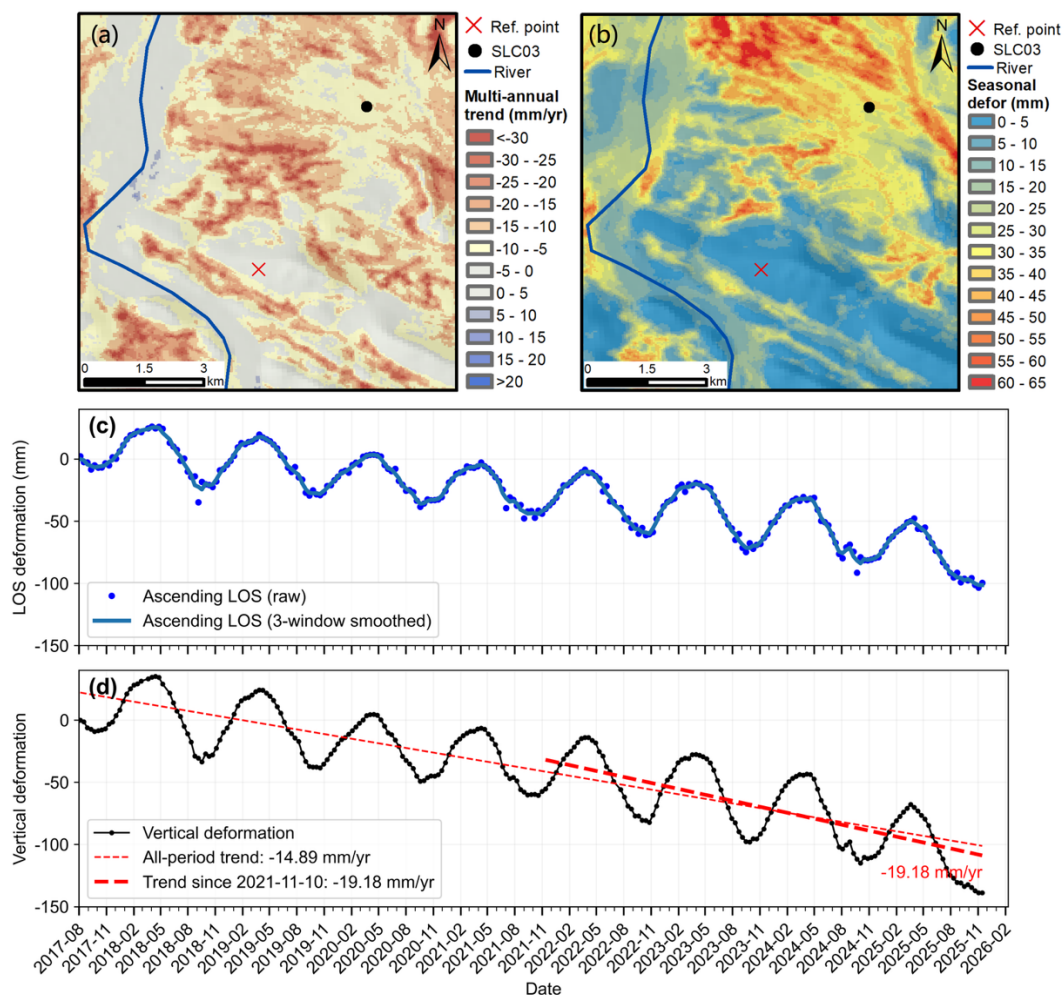 (a)
N
Ref. point
SLC03
River
Multi-annual
trend (mm/yr)
<-30
-30 - -25
-25 - -20
-20 - -15
-15 - -10
-10 - -5
-5 - 0
0 - 5
5 - 10
10 - 15
15 - 20
>20
0 1.5 3
km
(b)
N
Ref. point
SLC03
River
Seasonal
defor (mm)
0 - 5
5 - 10
10 - 15
15 - 20
20 - 25
25 - 30
30 - 35
35 - 40
40 - 45
45 - 50
50 - 55
55 - 60
60 - 65
0 1.5 3
km
(c)
LOS deformation (mm)
0
-50
-100
-150
Ascending LOS (raw)
Ascending LOS (3-window smoothed)
(d)
Vertical deformation
0
-50
-100
-150
Vertical deformation
All-period trend: -14.89 mm/yr
Trend since 2021-11-10: -19.18 mm/yr
-19.18 mm/yr
2017-08
2017-11
2018-02
2018-05
2018-08
2018-11
2019-02
2019-05
2019-08
2019-11
2020-02
2020-05
2020-08
2020-11
2021-02
2021-05
2021-08
2021-11
2022-02
2022-05
2022-08
2022-11
2023-02
2023-05
2023-08
2023-11
2024-02
2024-05
2024-08
2024-11
2025-02
2025-05
2025-08
2025-11
2026-02
Date